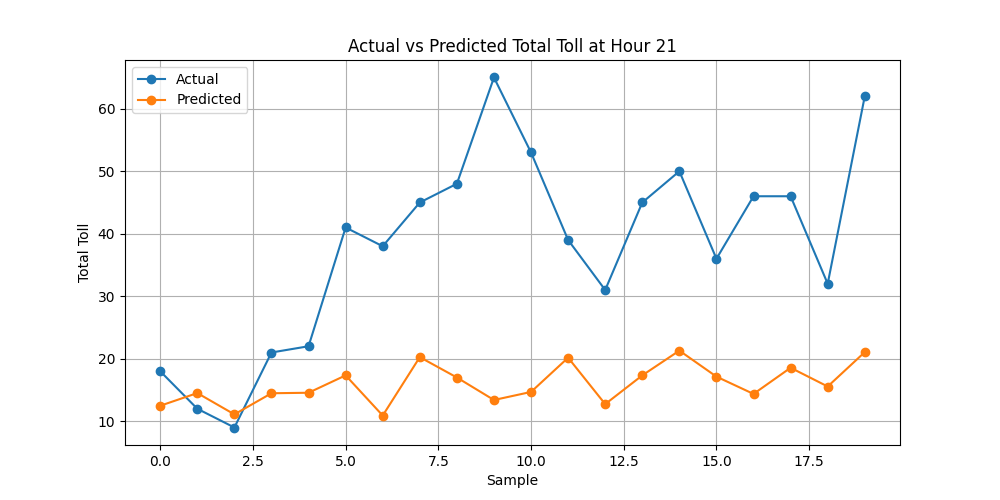 Actual vs Predicted Total Toll at Hour 21
Actual
Predicted
Total Toll
60
50
40
30
20
10
0.0 2.5 5.0 7.5 10.0 12.5 15.0 17.5
Sample